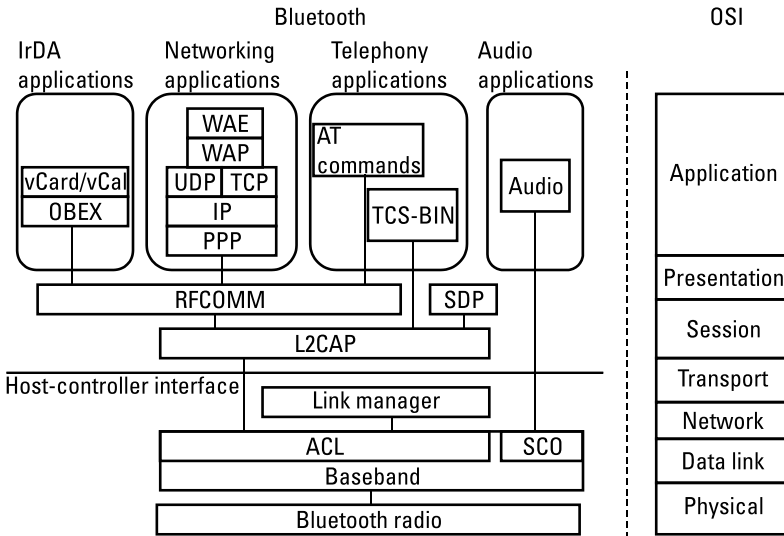 Bluetooth
OSI
IrDA
applications
Networking
applications
Telephony
applications
Audio
applications
WAE
WAP
UDP TCP
IP
PPP
vCard/vCal
OBEX
AT
commands
TCS-BIN
Audio
RFCOMM
SDP
L2CAP
Host-controller interface
Link manager
ACL
SCO
Baseband
Bluetooth radio
Application
Presentation
Session
Transport
Network
Data link
Physical